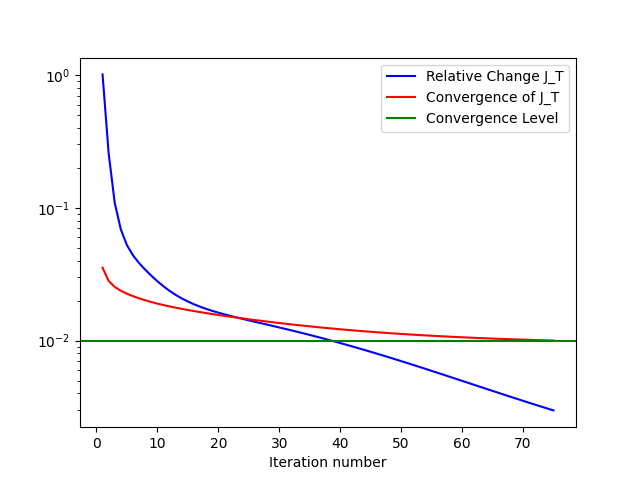 Relative Change J_T
Convergence of J_T
Convergence Level
10⁰
10⁻¹
10⁻²
0 10 20 30 40 50 60 70
Iteration number